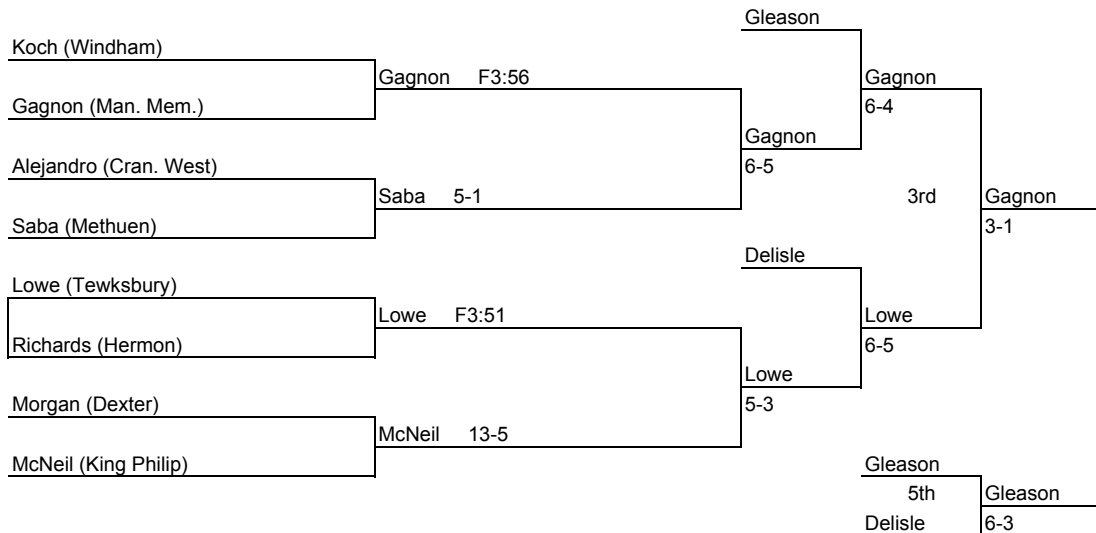 Gleason
Koch (Windham)
Gagnon F3:56 Gagnon
Gagnon (Man. Mem.) 6-4
Gagnon
Alejandro (Cran. West) 6-5
Saba 5-1 3rd Gagnon
Saba (Methuen) 3-1
Delisle
Lowe (Tewksbury)
Lowe F3:51 Lowe
Richards (Hermon) 6-5
Lowe
Morgan (Dexter) 5-3
McNeil 13-5
McNeil (King Philip) Gleason
5th Gleason
Delisle 6-3